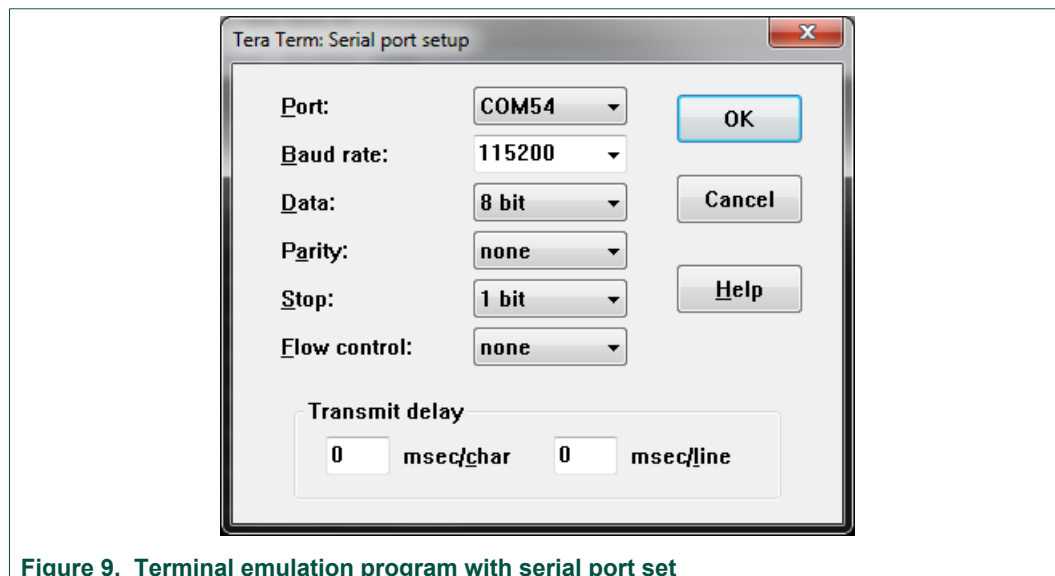 Tera Term: Serial port setup
Port: COM54 OK
Baud rate: 115200
Data: 8 bit Cancel
Parity: none
Stop: 1 bit Help
Flow control: none
Transmit delay
0 msec/char 0 msec/line
Figure 9. Terminal emulation program with serial port set